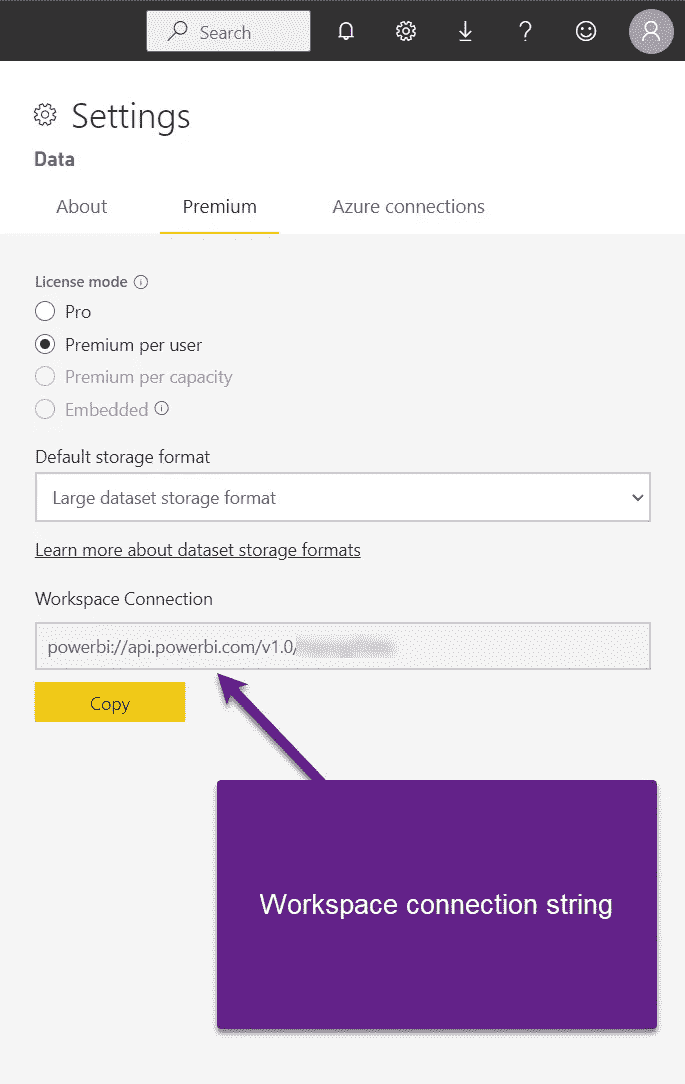 Search
Settings
Data
About Premium Azure connections
License mode
Pro
Premium per user
Premium per capacity
Embedded
Default storage format
Large dataset storage format
Learn more about dataset storage formats
Workspace Connection
powerbi://api.powerbi.com/v1.0/
Copy
Workspace connection string